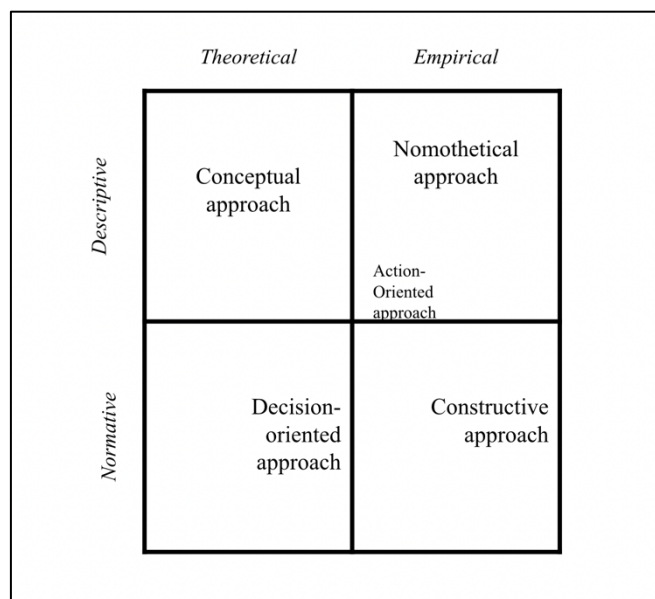 Theoretical
Empirical
Descriptive
Conceptual
approach
Nomothetical
approach
Action-
Oriented
approach
Normative
Decision-
oriented
approach
Constructive
approach